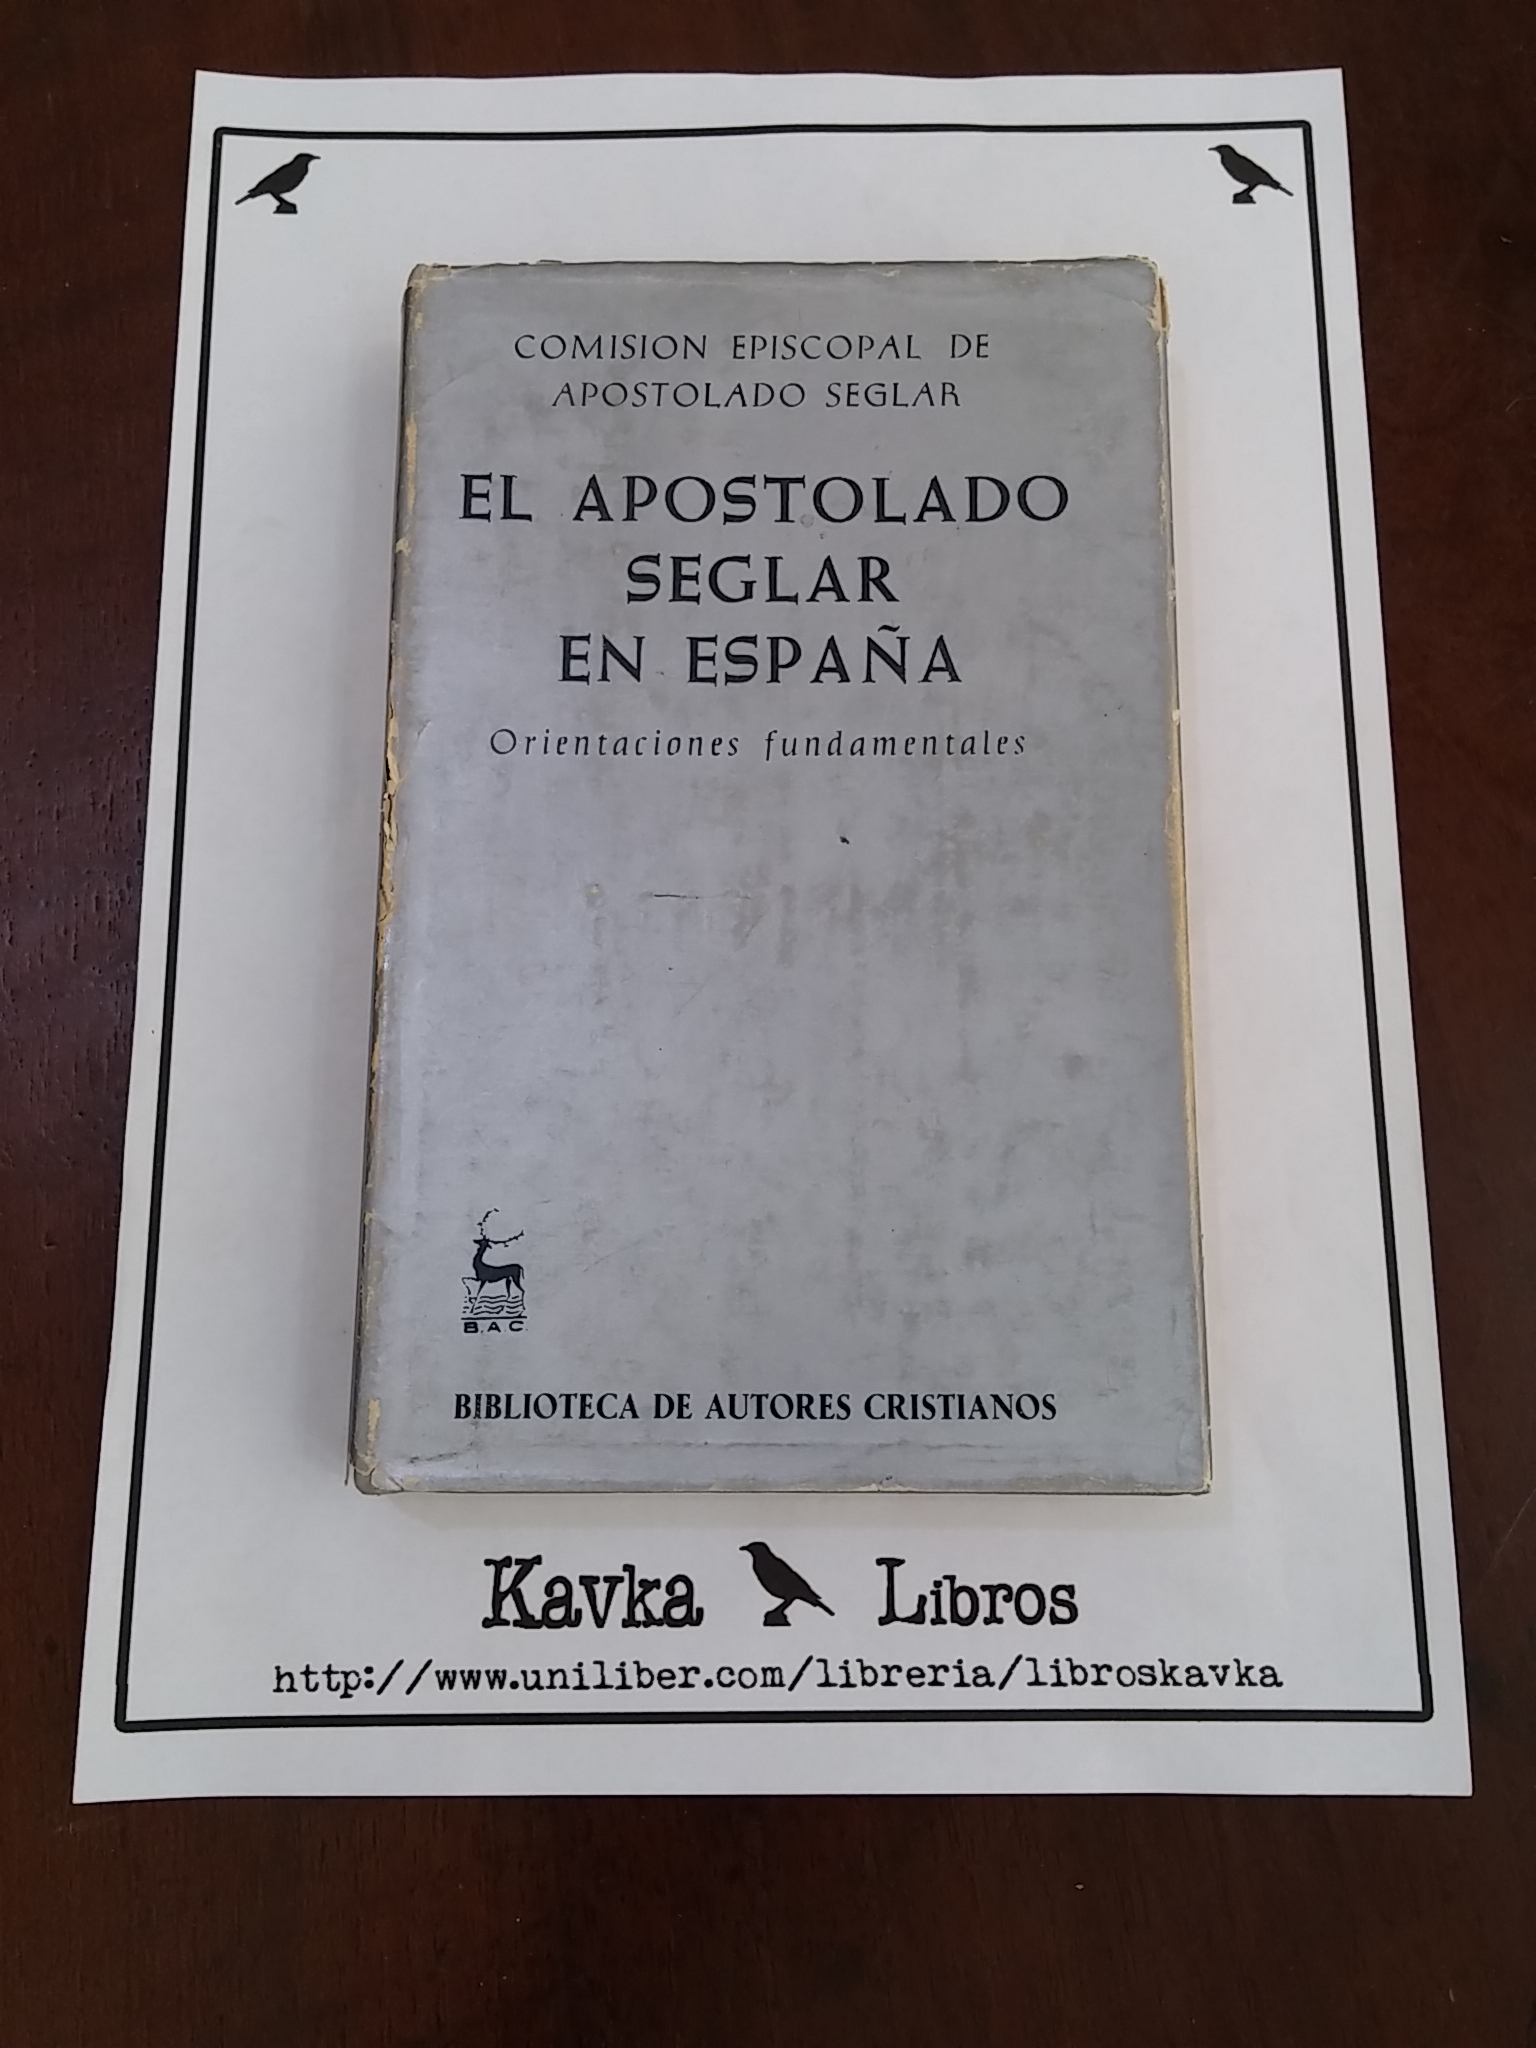 COMISION EPISCOPAL DE
APOSTOLADO SEGLAR
EL APOSTOLADO
SEGLAR
EN ESPAÑA
Orientaciones fundamentales
B.A.C.
BIBLIOTECA DE AUTORES CRISTIANOS
Kavka Libros
http://www.uniliber.com/libreria/libroskavka